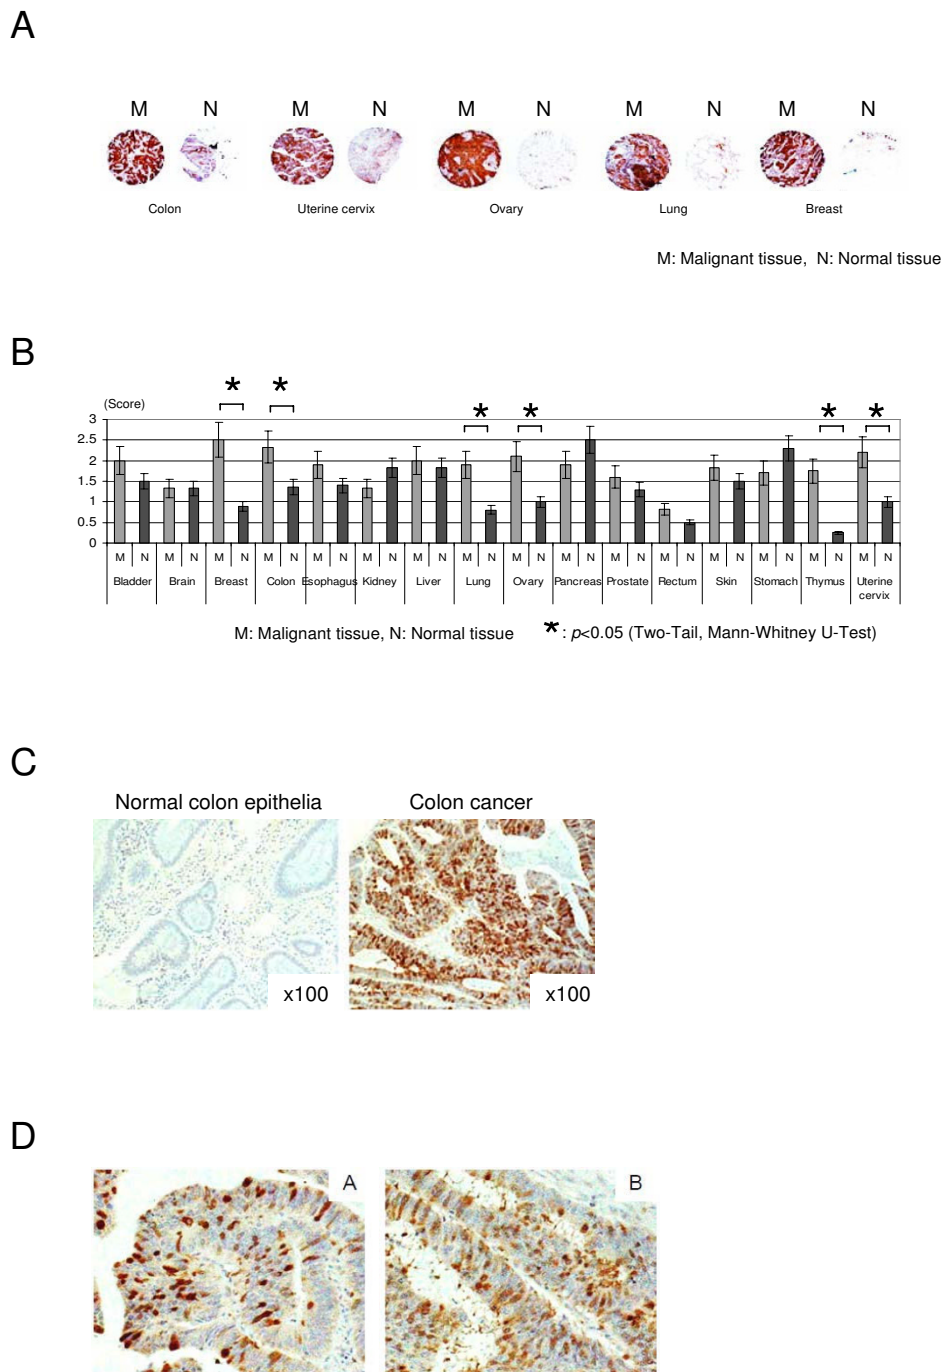 A
M N M N M N M N M N
Colon Uterine cervix Ovary Lung Breast
M: Malignant tissue, N: Normal tissue
B
(Score)
3
2.5
2
1.5
1
0.5
0
M N M N M N M N M N M N M N M N M N M N M N M N M N M N M N M N
Bladder Brain Breast Colon Esophagus Kidney Liver Lung Ovary Pancreas Prostate Rectum Skin Stomach Thymus Uterine
cervix
M: Malignant tissue, N: Normal tissue * : p<0.05 (Two-Tail, Mann-Whitney U-Test)
C
Normal colon epithelia Colon cancer
x100 x100
D
A B